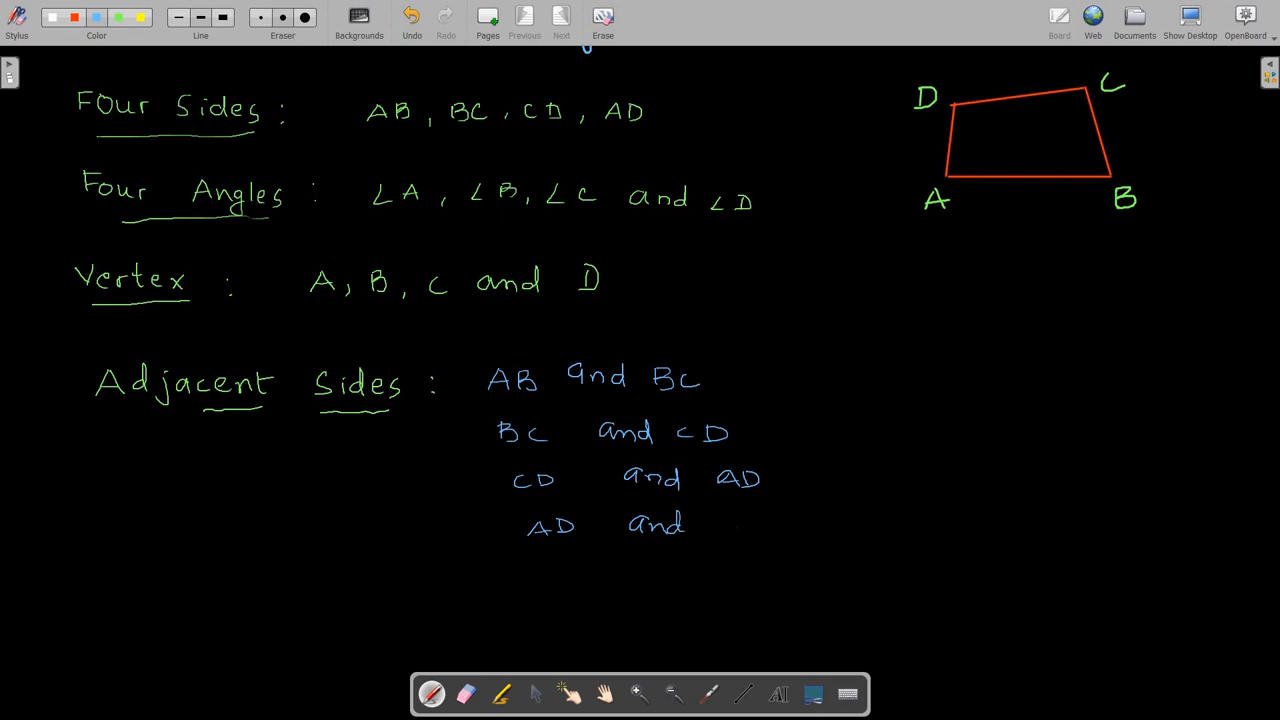 Stylus Color Line Eraser Backgrounds Undo Redo Pages Previous Next Erase Board Web Documents Show Desktop OpenBoard
Four Sides : AB, BC, CD, AD
D C
Four Angles : ∠A, ∠B, ∠C and ∠D
A B
Vertex : A, B, C and D
Adjacent Sides : AB and BC
BC and CD
CD and AD
AD and